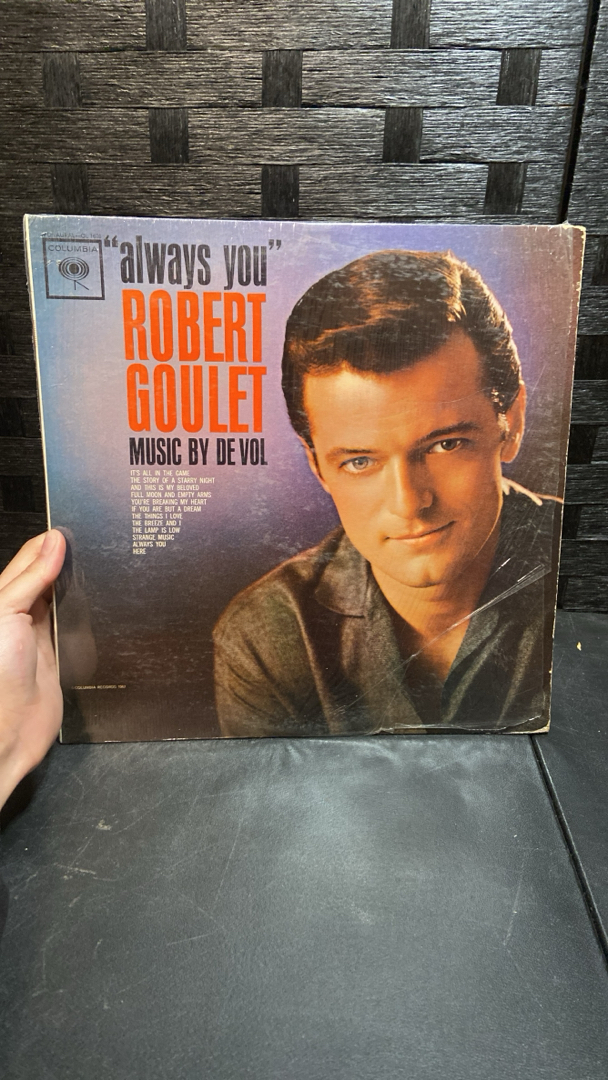 COLUMBIA
"always you"
ROBERT
GOULET
MUSIC BY DE VOL
IT'S ALL IN THE GAME
THE STORY OF A STARRY NIGHT
AND THIS IS MY BELOVED
FULL MOON AND EMPTY ARMS
YOU'RE BREAKING MY HEART
IF YOU ARE BUT A DREAM
THE THINGS I LOVE
THE BREEZE AND I
THE LAMP IS LOW
STRANGE MUSIC
ALWAYS YOU
HERE
COLUMBIA RECORDS